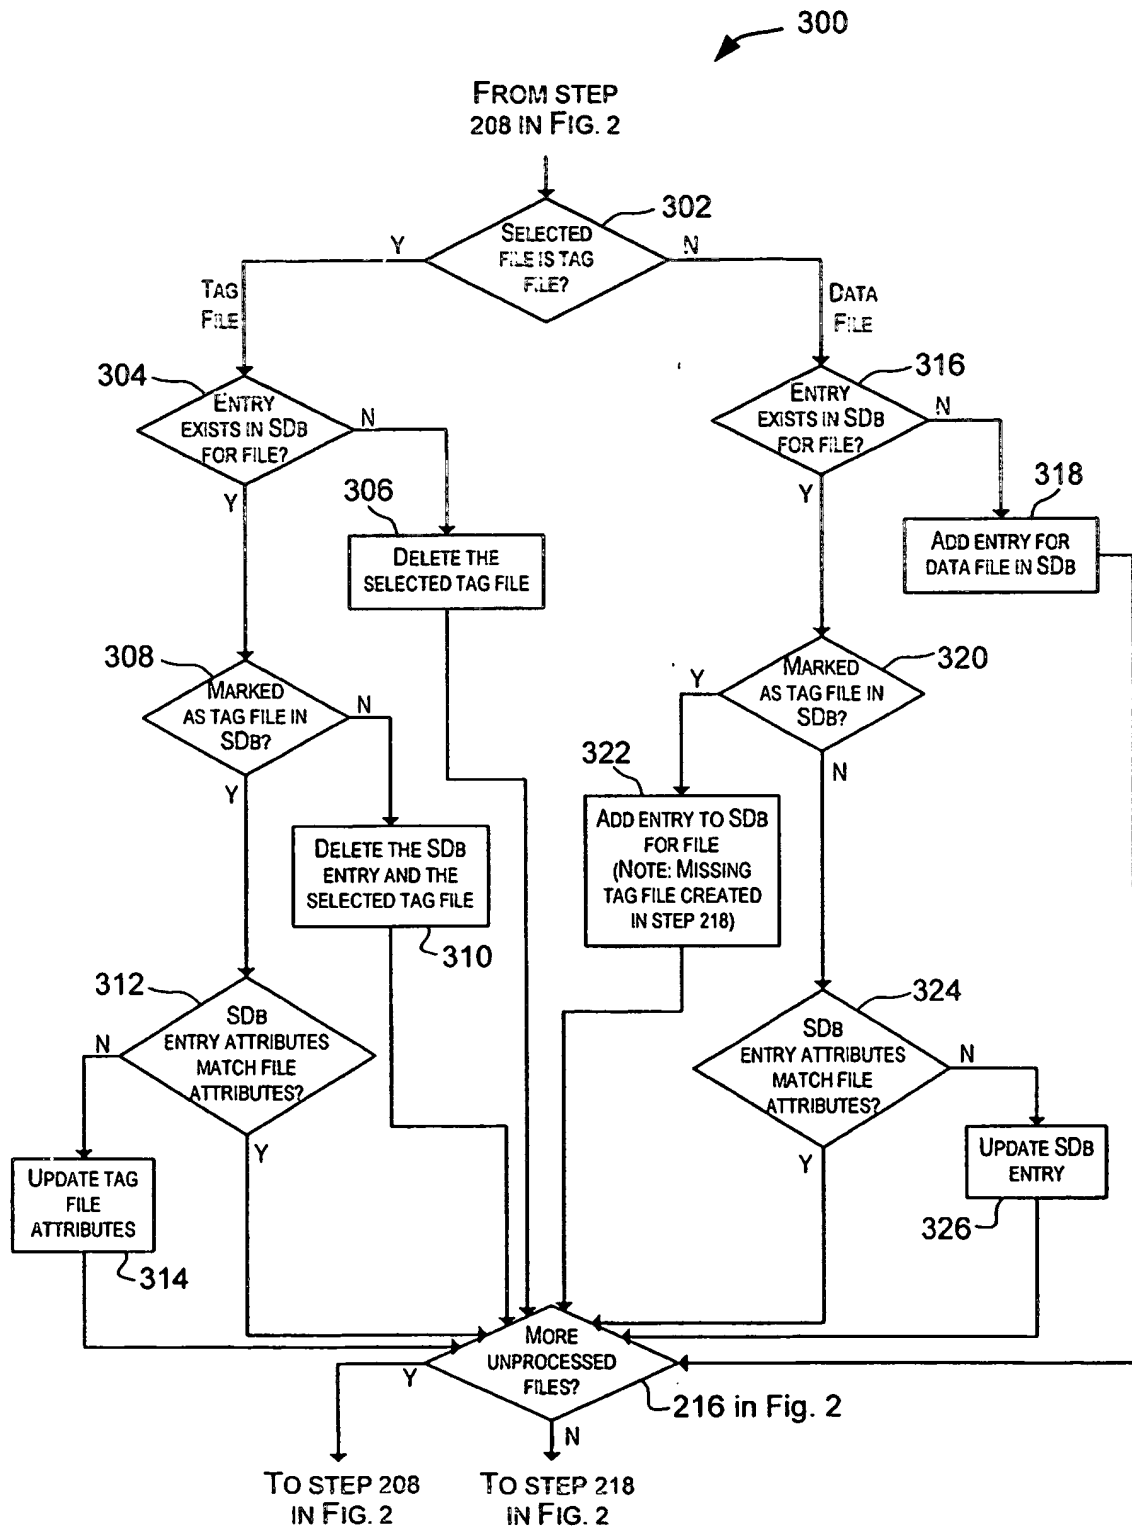 300
FROM STEP
208 IN FIG. 2
302
SELECTED
FILE IS TAG
FILE?
Y
N
TAG
FILE
DATA
FILE
304
ENTRY
EXISTS IN SDB
FOR FILE?
N
Y
316
ENTRY
EXISTS IN SDB
FOR FILE?
N
Y
306
DELETE THE
SELECTED TAG FILE
318
ADD ENTRY FOR
DATA FILE IN SDB
308
MARKED
AS TAG FILE IN
SDB?
N
Y
320
MARKED
AS TAG FILE IN
SDB?
Y
N
310
DELETE THE SDB
ENTRY AND THE
SELECTED TAG FILE
322
ADD ENTRY TO SDB
FOR FILE
(NOTE: MISSING
TAG FILE CREATED
IN STEP 218)
312
SDB
ENTRY ATTRIBUTES
MATCH FILE
ATTRIBUTES?
N
Y
324
SDB
ENTRY ATTRIBUTES
MATCH FILE
ATTRIBUTES?
N
Y
UPDATE TAG
FILE
ATTRIBUTES
314
UPDATE SDB
ENTRY
326
MORE
UNPROCESSED
FILES?
Y
N
216 in Fig. 2
TO STEP 208
IN FIG. 2
TO STEP 218
IN FIG. 2